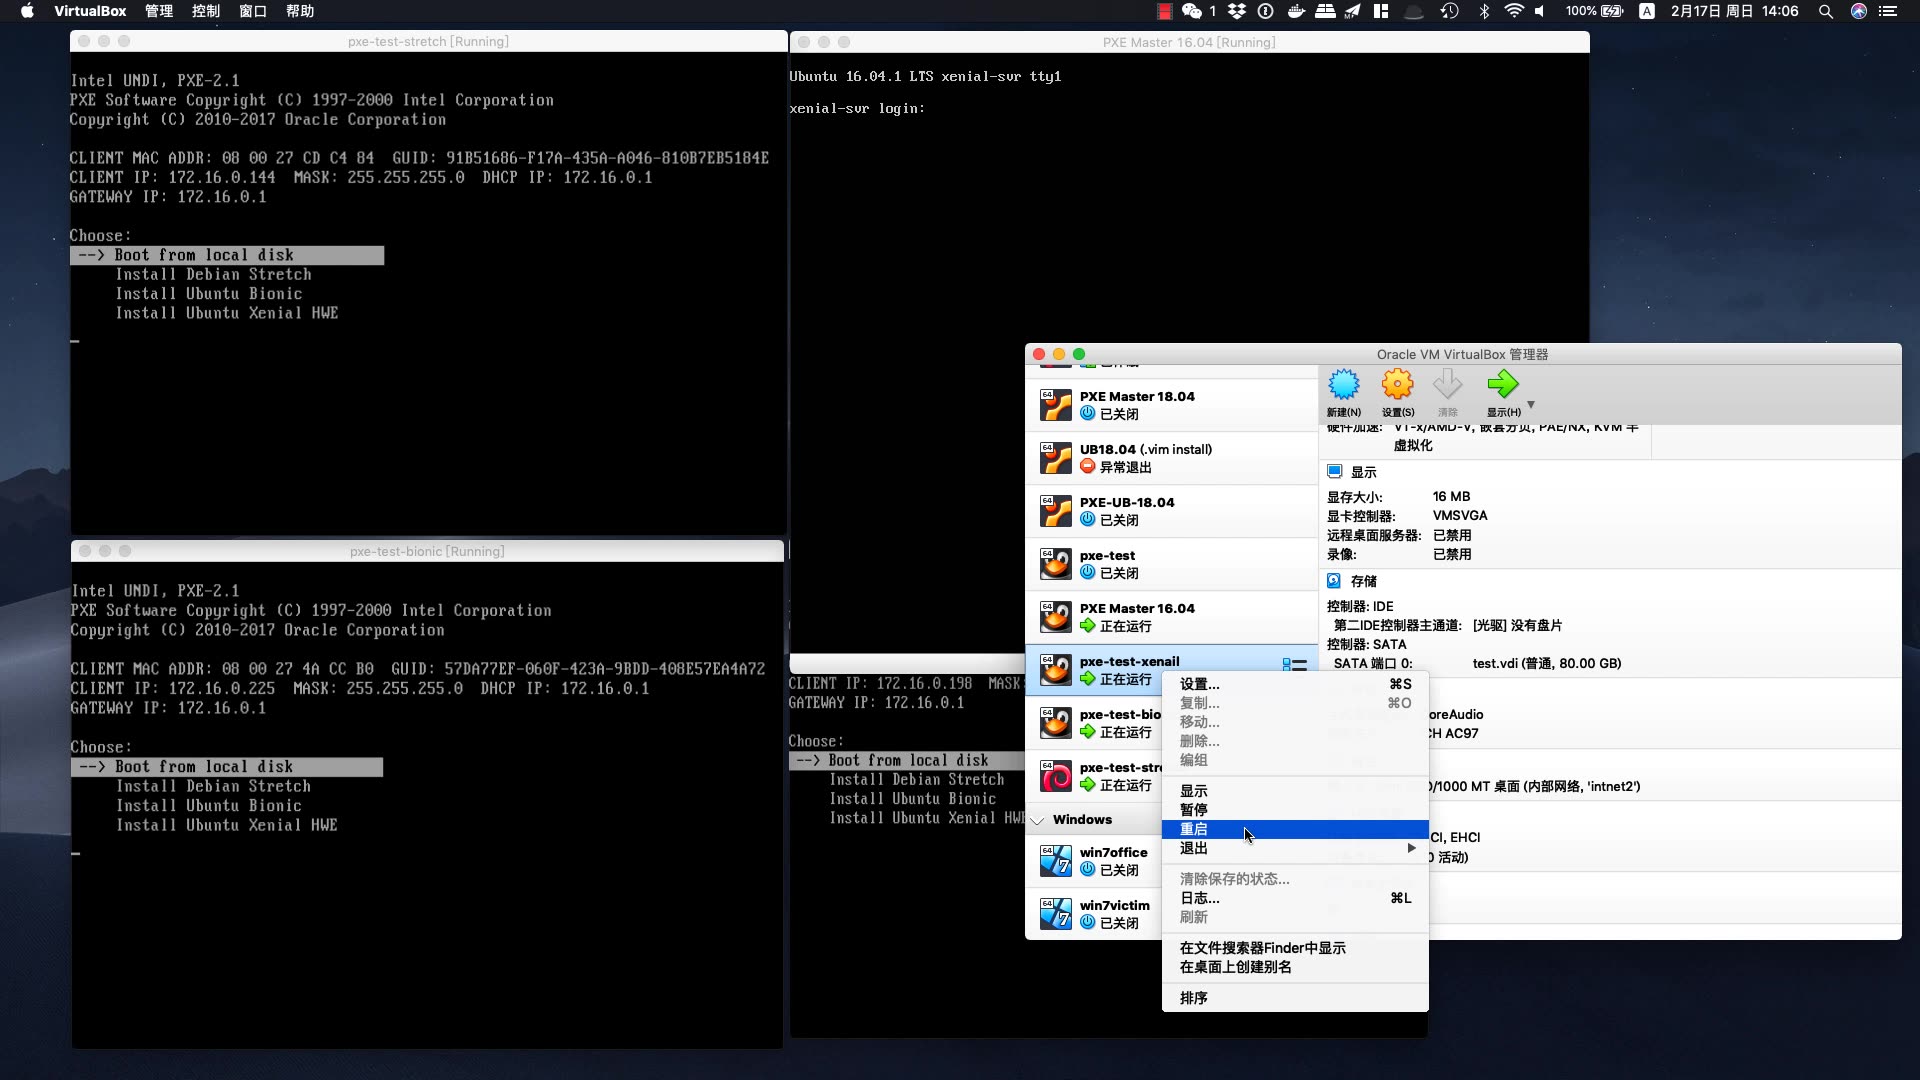 VirtualBox 管理 控制 窗口 帮助
1 100% A 2月17日 周日 14:06
pxe-test-stretch [Running]
Intel UNDI, PXE-2.1
PXE Software Copyright (C) 1997-2000 Intel Corporation
Copyright (C) 2010-2017 Oracle Corporation
CLIENT MAC ADDR: 08 00 27 CD C4 84 GUID: 91B51686-F17A-435A-A046-810B7EB5184E
CLIENT IP: 172.16.0.144 MASK: 255.255.255.0 DHCP IP: 172.16.0.1
GATEWAY IP: 172.16.0.1
Choose:
--> Boot from local disk
Install Debian Stretch
Install Ubuntu Bionic
Install Ubuntu Xenial HWE
PXE Master 16.04 [Running]
Ubuntu 16.04.1 LTS xenial-svr tty1
xenial-svr login:
pxe-test-bionic [Running]
Intel UNDI, PXE-2.1
PXE Software Copyright (C) 1997-2000 Intel Corporation
Copyright (C) 2010-2017 Oracle Corporation
CLIENT MAC ADDR: 08 00 27 4A CC B0 GUID: 57DA77EF-060F-423A-9BDD-408E57EA4A72
CLIENT IP: 172.16.0.225 MASK: 255.255.255.0 DHCP IP: 172.16.0.1
GATEWAY IP: 172.16.0.1
Choose:
--> Boot from local disk
Install Debian Stretch
Install Ubuntu Bionic
Install Ubuntu Xenial HWE
CLIENT IP: 172.16.0.198 MASK:
GATEWAY IP: 172.16.0.1
Choose:
--> Boot from local disk
Install Debian Stretch
Install Ubuntu Bionic
Install Ubuntu Xenial HWE
Oracle VM VirtualBox 管理器
PXE Master 18.04
已关闭
UB18.04 (.vim install)
异常退出
PXE-UB-18.04
已关闭
pxe-test
已关闭
PXE Master 16.04
正在运行
pxe-test-xenail
正在运行
pxe-test-bio
正在运行
pxe-test-str
正在运行
Windows
win7office
已关闭
win7victim
已关闭
新建(N) 设置(S) 清除 显示(H)
硬件加速: VT-x/AMD-V, 嵌套分页, PAE/NX, KVM 半
虚拟化
显示
显存大小: 16 MB
显卡控制器: VMSVGA
远程桌面服务器: 已禁用
录像: 已禁用
存储
控制器: IDE
第二IDE控制器主通道: [光驱] 没有盘片
控制器: SATA
SATA 端口 0: test.vdi (普通, 80.00 GB)
oreAudio
CH AC97
0/1000 MT 桌面 (内部网络, 'intnet2')
CI, EHCI
0 活动)
设置... ⌘S
复制... ⌘O
移动...
删除...
编组
显示
暂停
重启
退出
清除保存的状态...
日志... ⌘L
刷新
在文件搜索器Finder中显示
在桌面上创建别名
排序